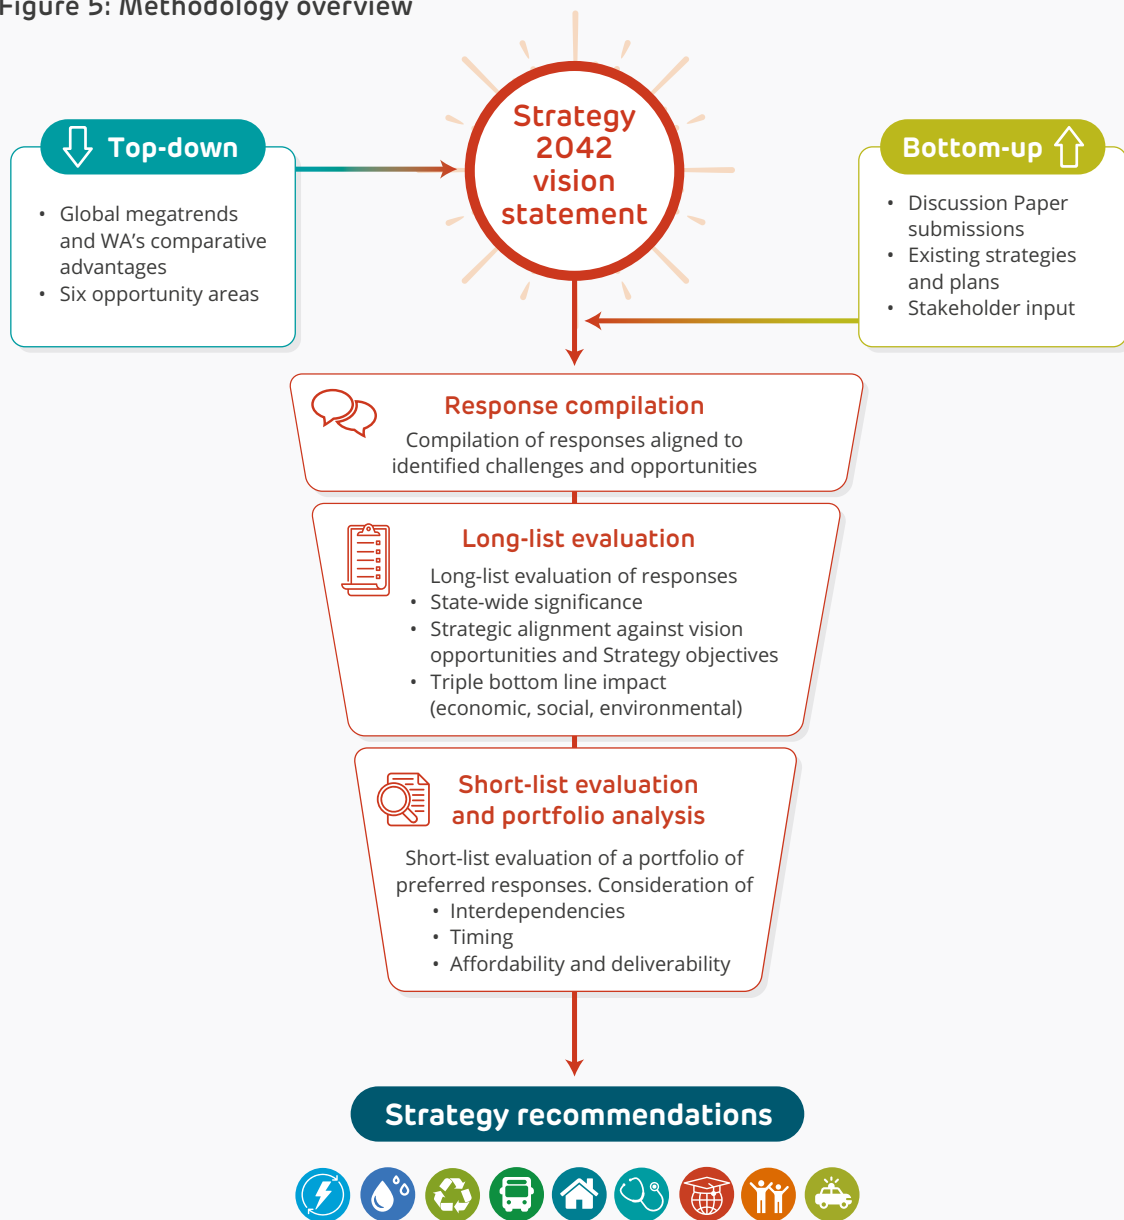 Figure 5: Methodology overview
Strategy
2042
vision
statement
Top-down
• Global megatrends
and WA's comparative
advantages
• Six opportunity areas
Bottom-up
• Discussion Paper
submissions
• Existing strategies
and plans
• Stakeholder input
Response compilation
Compilation of responses aligned to
identified challenges and opportunities
Long-list evaluation
Long-list evaluation of responses
• State-wide significance
• Strategic alignment against vision
opportunities and Strategy objectives
• Triple bottom line impact
(economic, social, environmental)
Short-list evaluation
and portfolio analysis
Short-list evaluation of a portfolio of
preferred responses. Consideration of
• Interdependencies
• Timing
• Affordability and deliverability
Strategy recommendations